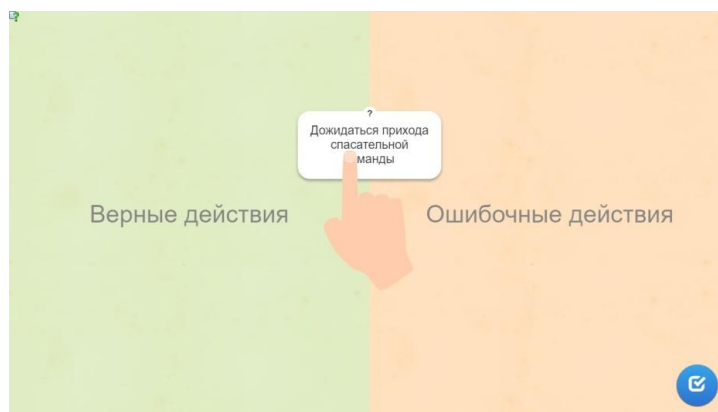 ?
Дожидаться прихода
спасательной
манды
Верные действия
Ошибочные действия